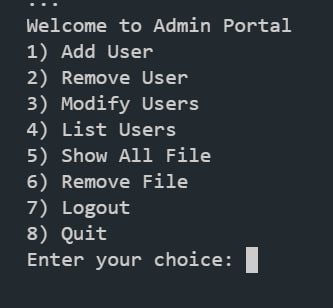 ...
Welcome to Admin Portal
1) Add User
2) Remove User
3) Modify Users
4) List Users
5) Show All File
6) Remove File
7) Logout
8) Quit
Enter your choice: